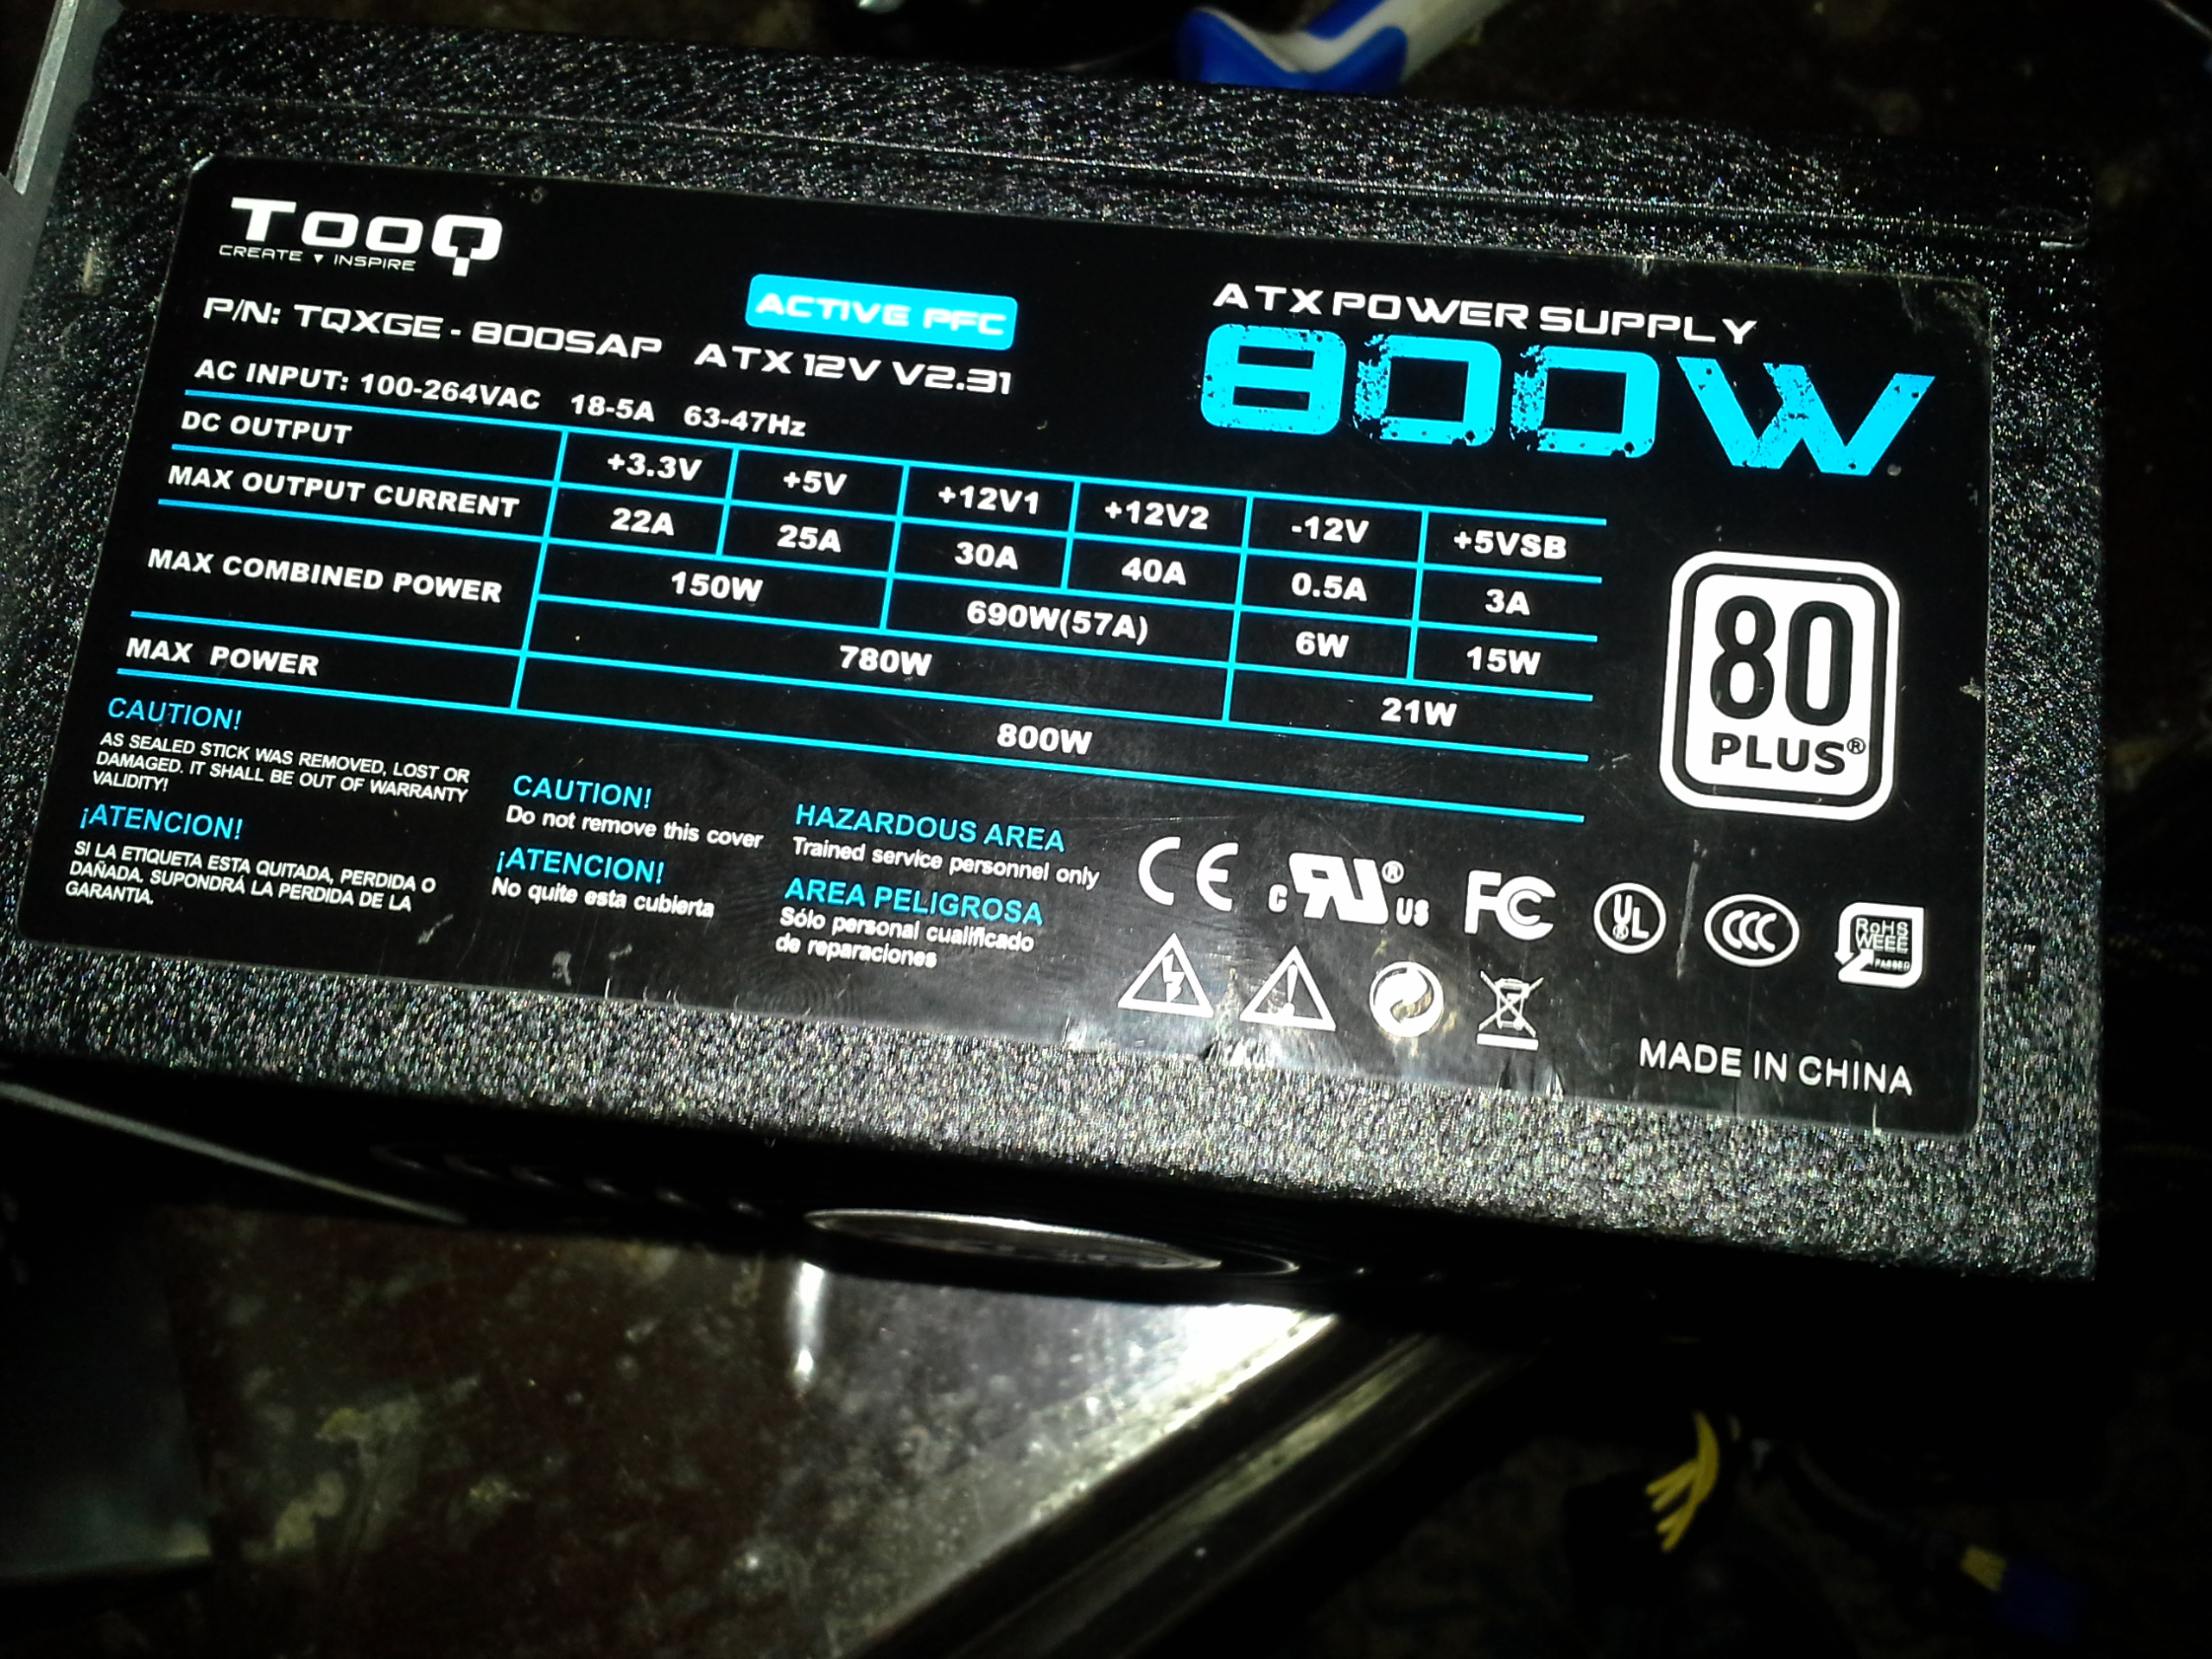 TooQ
CREATE ▼ INSPIRE
ACTIVE PFC
P/N: TQXGE - 800SAP ATX 12V V2.31
ATX POWER SUPPLY
800W
AC INPUT: 100-264VAC 18-5A 63-47Hz
DC OUTPUT +3.3V +5V +12V1 +12V2 -12V +5VSB
MAX OUTPUT CURRENT 22A 25A 30A 40A 0.5A 3A
MAX COMBINED POWER 150W 690W(57A) 6W 15W
780W 21W
MAX POWER 800W
80
PLUS®
CAUTION!
AS SEALED STICK WAS REMOVED, LOST OR
DAMAGED. IT SHALL BE OUT OF WARRANTY
VALIDITY!
¡ATENCION!
SI LA ETIQUETA ESTA QUITADA, PERDIDA O
DAÑADA. SUPONDRÁ LA PERDIDA DE LA
GARANTIA.
CAUTION!
Do not remove this cover
¡ATENCION!
No quite esta cubierta
HAZARDOUS AREA
Trained service personnel only
AREA PELIGROSA
Sólo personal cualificado
de reparaciones
CE
c RU® US
FC
UL
CCC
RoHS
WEEE
PASSED
MADE IN CHINA